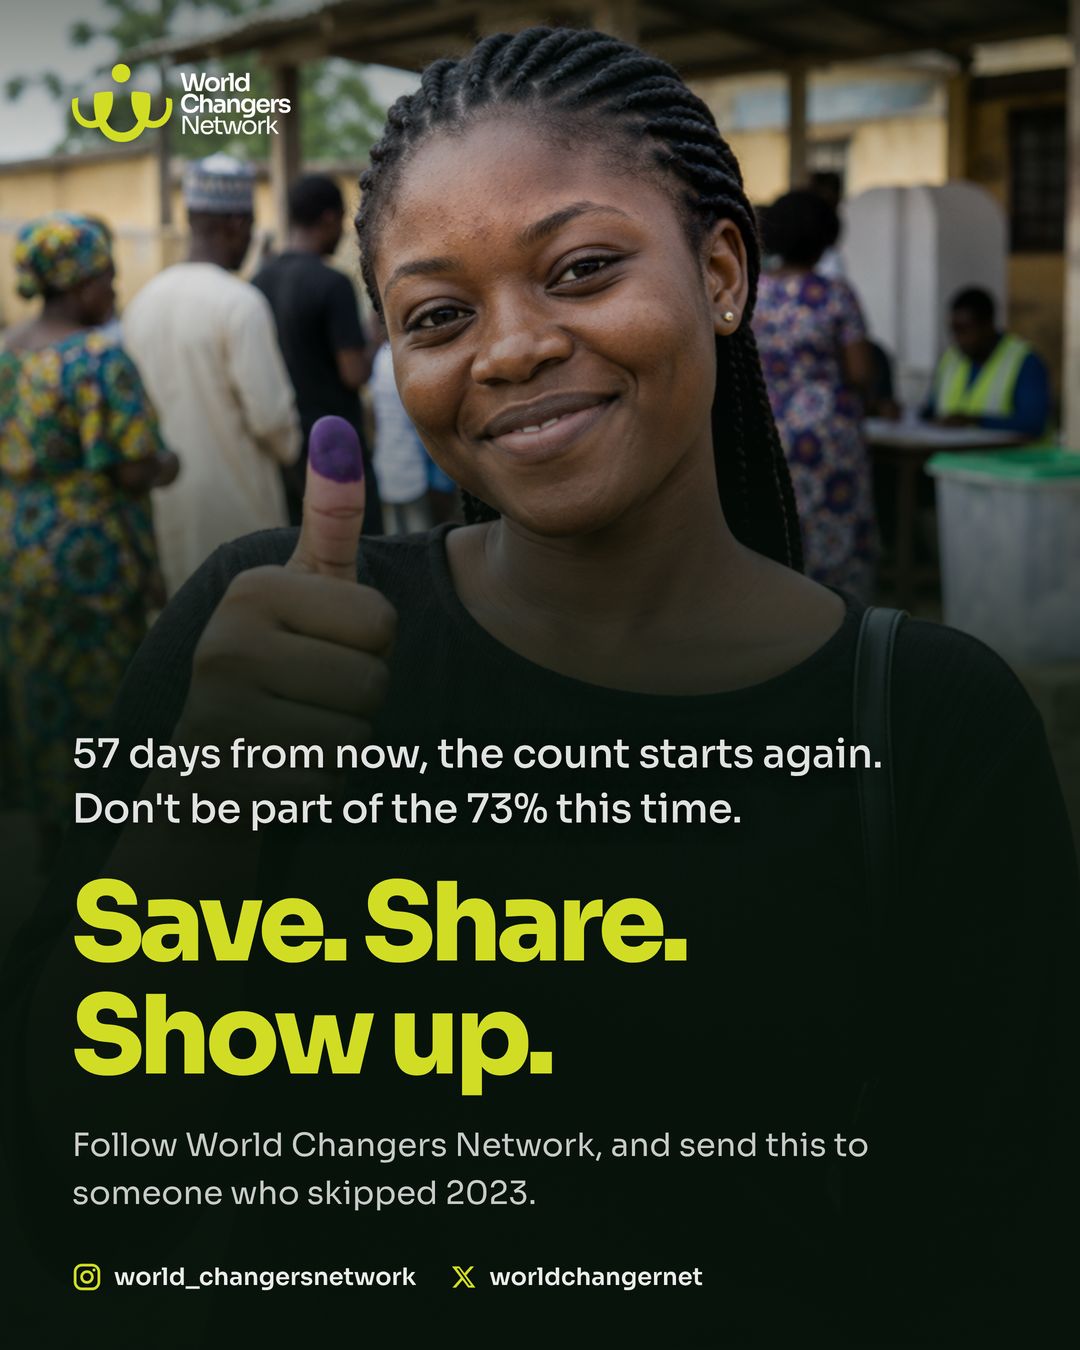 World
Changers
Network
57 days from now, the count starts again.
Don't be part of the 73% this time.
Save. Share.
Show up.
Follow World Changers Network, and send this to
someone who skipped 2023.
world_changersnetwork
worldchangernet